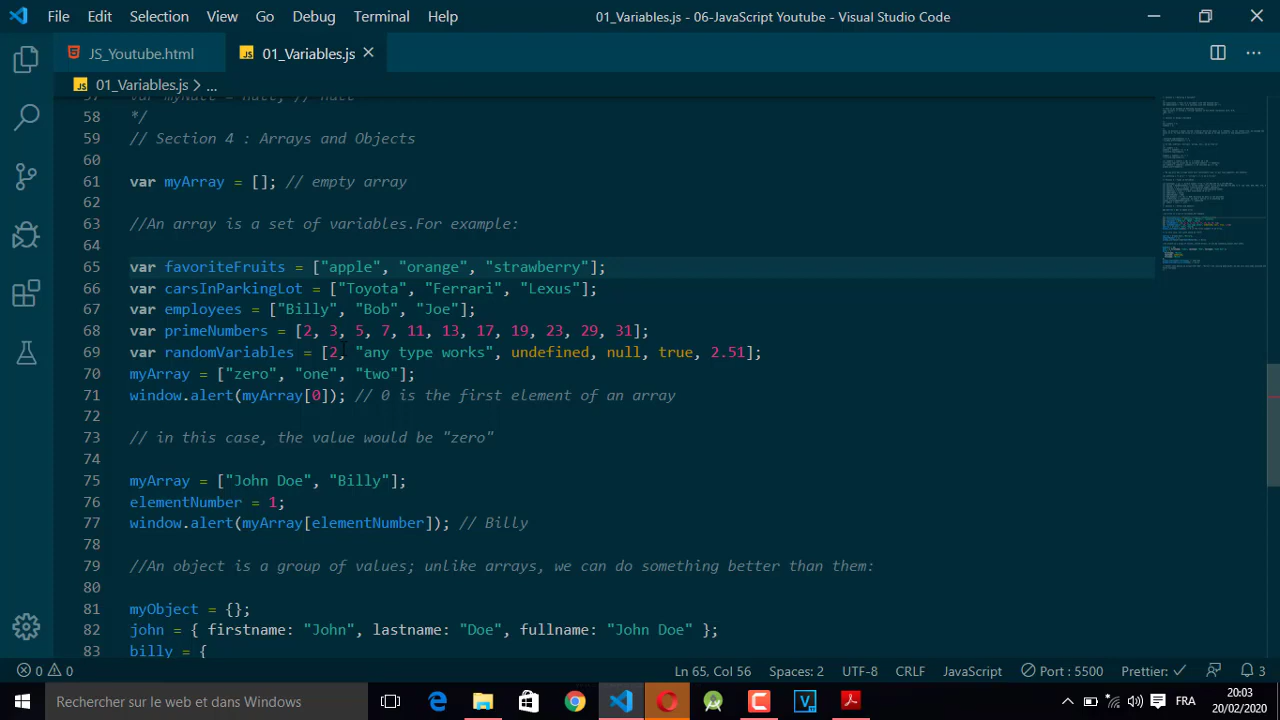 File Edit Selection View Go Debug Terminal Help 01_Variables.js - 06-JavaScript Youtube - Visual Studio Code
JS_Youtube.html JS 01_Variables.js
JS 01_Variables.js > ...
57 var myNull = null; // null
58 */
59 // Section 4 : Arrays and Objects
60
61 var myArray = []; // empty array
62
63 //An array is a set of variables.For example:
64
65 var favoriteFruits = ["apple", "orange", "strawberry"];
66 var carsInParkingLot = ["Toyota", "Ferrari", "Lexus"];
67 var employees = ["Billy", "Bob", "Joe"];
68 var primeNumbers = [2, 3, 5, 7, 11, 13, 17, 19, 23, 29, 31];
69 var randomVariables = [2, "any type works", undefined, null, true, 2.51];
70 myArray = ["zero", "one", "two"];
71 window.alert(myArray[0]); // 0 is the first element of an array
72
73 // in this case, the value would be "zero"
74
75 myArray = ["John Doe", "Billy"];
76 elementNumber = 1;
77 window.alert(myArray[elementNumber]); // Billy
78
79 //An object is a group of values; unlike arrays, we can do something better than them:
80
81 myObject = {};
82 john = { firstname: "John", lastname: "Doe", fullname: "John Doe" };
83 billy = {
0 0 Ln 65, Col 56 Spaces: 2 UTF-8 CRLF JavaScript Port : 5500 Prettier: 3
Rechercher sur le web et dans Windows FRA 20:03
20/02/2020